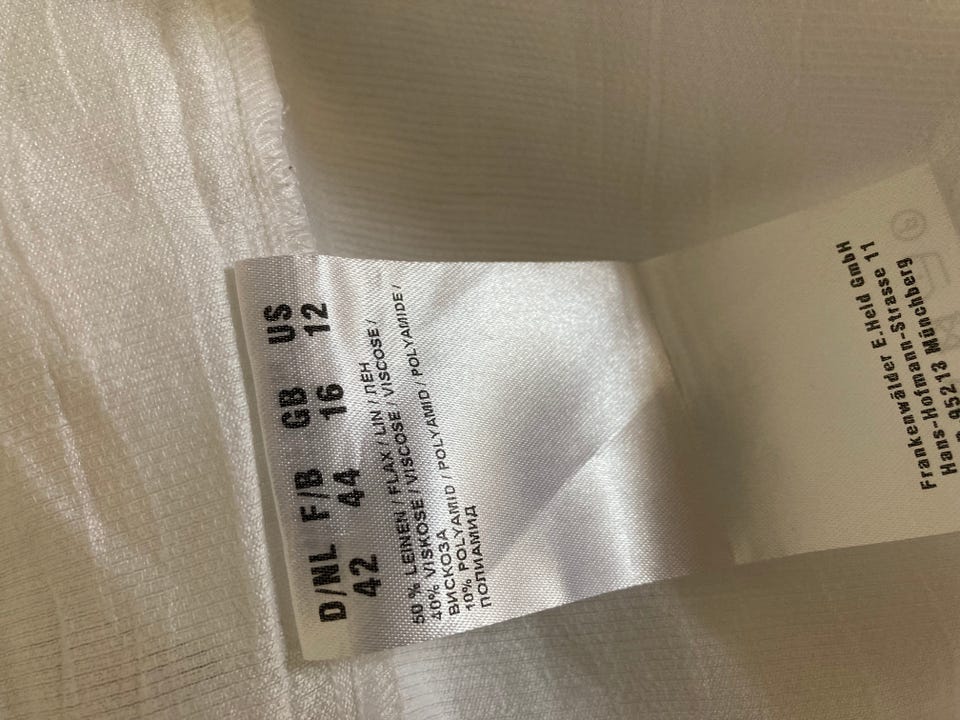 D/NL F/B GB US
42 44 16 12
50 % LEINEN / FLAX / LIN / ЛЕН
40% VISKOSE / VISCOSE / VISCOSE /
ВИСКОЗА
10% POLYAMID / POLYAMID / POLYAMIDE /
ПОЛИАМИД
Frankenwälder E.Held GmbH
Hans-Hofmann-Strasse 11
95213 Münchberg